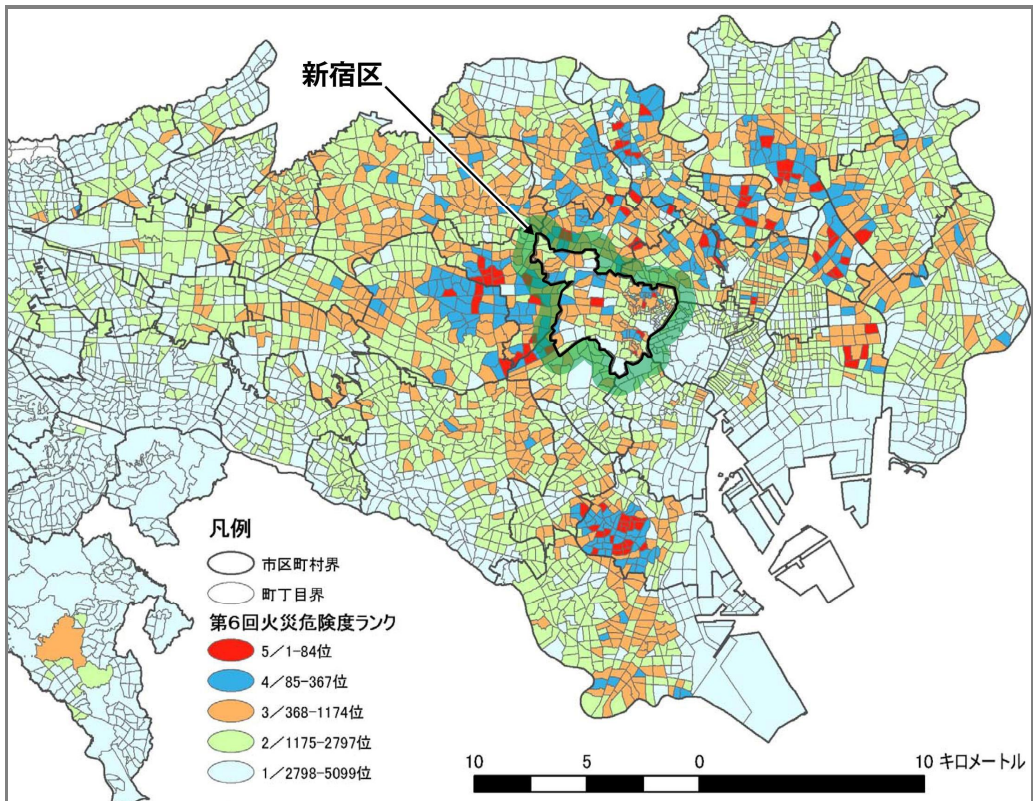 新宿区
凡例
市区町村界
町丁目界
第6回火災危険度ランク
5／1-84位
4／85-367位
3／368-1174位
2／1175-2797位
1／2798-5099位
10 5 0 10 キロメートル